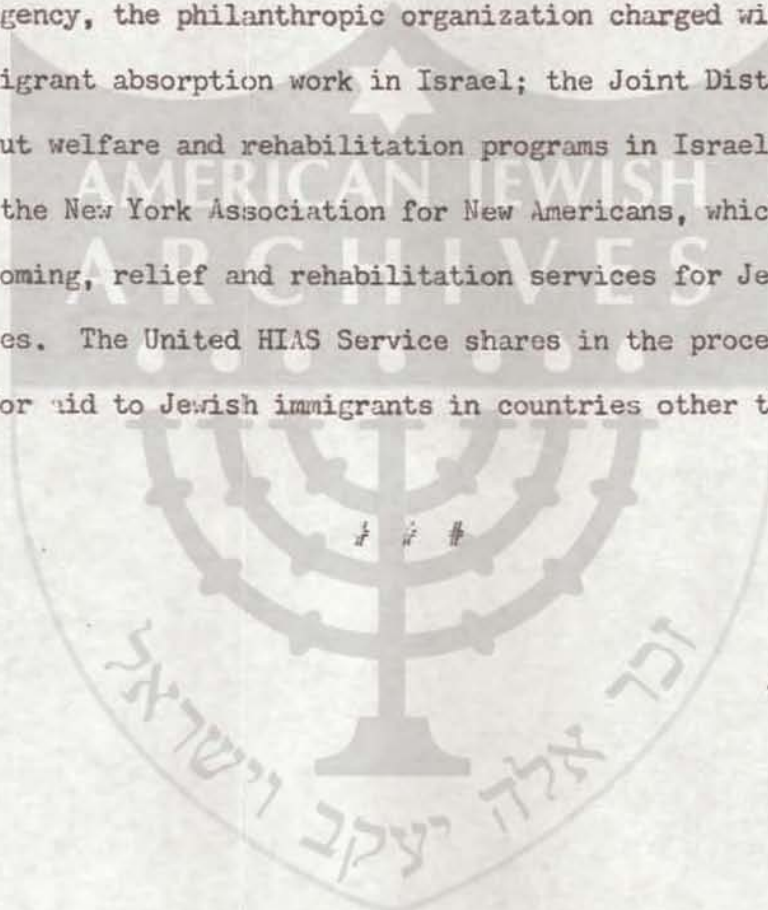 gency, the philanthropic organization charged wi
igrant absorption work in Israel; the Joint Dist
ut welfare and rehabilitation programs in Israel
AMERICAN JEWISH
the New York Association for New Americans, whic
oming, relief and rehabilitation services for Je
ARCHIVES
es. The United HIAS Service shares in the proce
or aid to Jewish immigrants in countries other t
# # #
זכר אלה יעקב וישראל